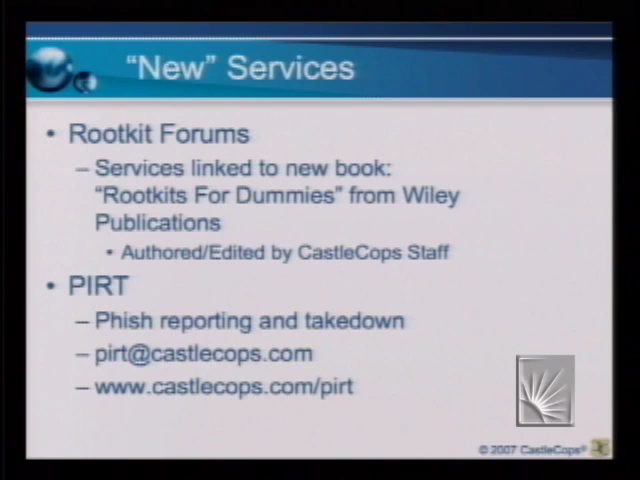 “New” Services
• Rootkit Forums
– Services linked to new book:
“Rootkits For Dummies” from Wiley
Publications
• Authored/Edited by CastleCops Staff
• PIRT
– Phish reporting and takedown
– pirt@castlecops.com
– www.castlecops.com/pirt
© 2007 CastleCops®